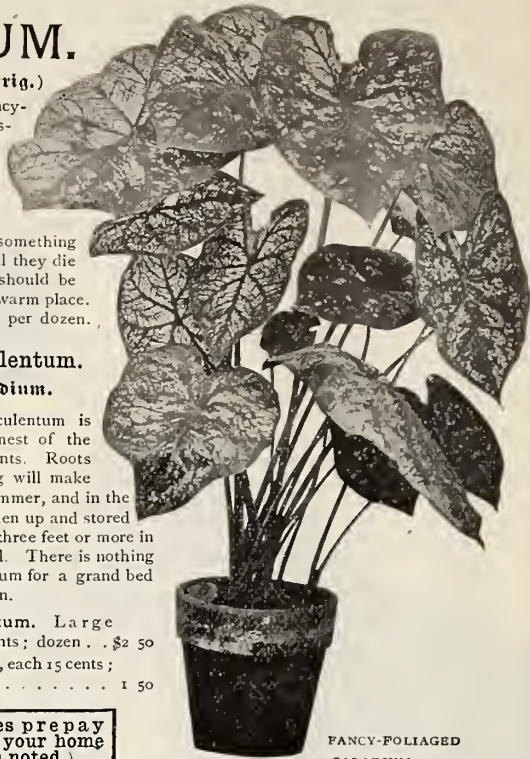 UM.
rig.)
ncy-
s-
something
l they die
should be
warm place.
per dozen.
lentum.
dium.
culentum is
nest of the
nts. Roots
g will make
mmer, and in the
en up and stored
three feet or more in
l. There is nothing
um for a grand bed
n.
tum. Large
nts; dozen . . $2 50
, each 15 cents;
. . . . . . . . 1 50
es prepay
your home
noted.)
FANCY-FOLIAGED